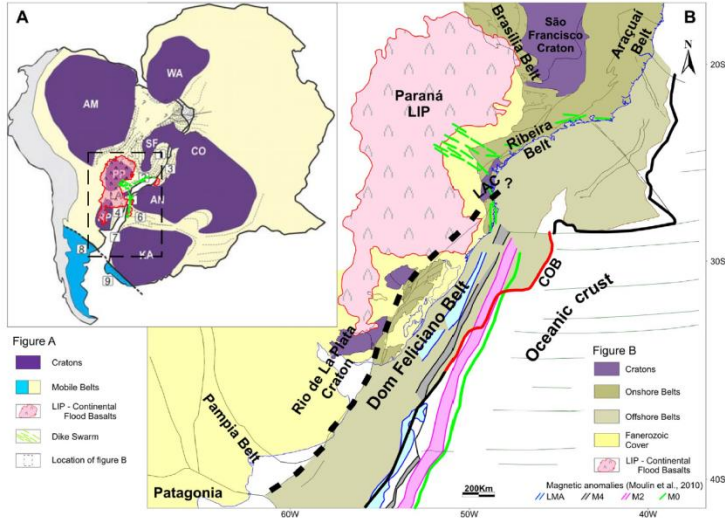 A
WA
AM
SF
CO
PP
2
3
LA
AN
RP
4
6
7
KA
8
9
Figure A
Cratons
Mobile Belts
LIP - Continental
Flood Basalts
Dike Swarm
Location of figure B
B
Brasília Belt
São
Francisco
Craton
Araçuaí
Belt
N
20S
Paraná
LIP
Ribeira
Belt
LAC ?
30S
COB
Oceanic crust
Dom Feliciano Belt
Rio de La Plata
Craton
Pampia Belt
Patagonia
Figure B
Cratons
Onshore Belts
Offshore Belts
Fanerozoic
Cover
LIP - Continental
Flood Basalts
200Km
Magnetic anomalies (Moulin et al., 2010)
LMA
M4
M2
M0
40S
60W
50W
40W